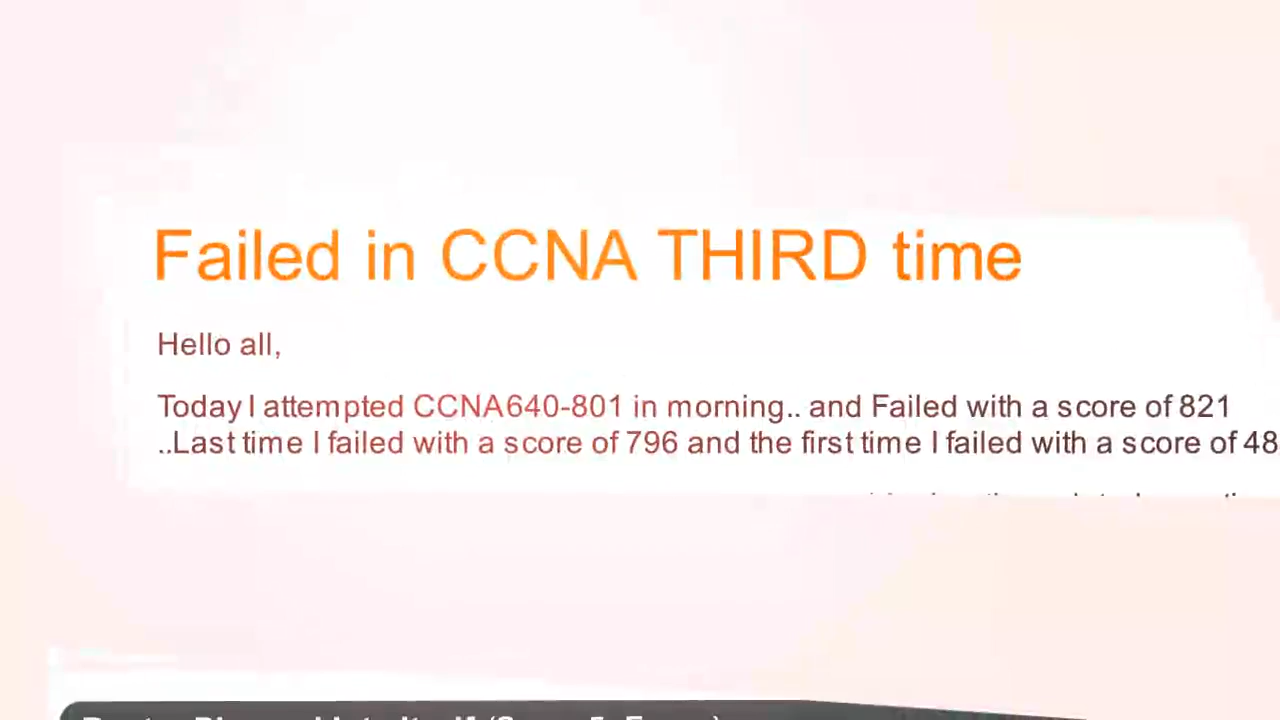 Failed in CCNA THIRD time
Hello all,
Today I attempted CCNA640-801 in morning.. and Failed with a score of 821
..Last time I failed with a score of 796 and the first time I failed with a score of 48